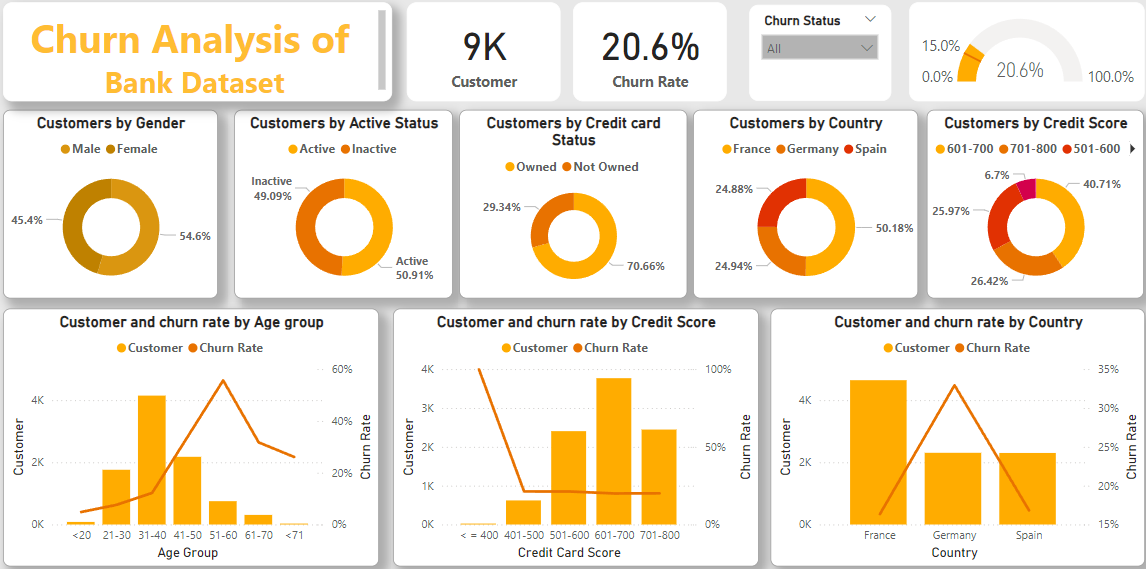 Churn Analysis of
Bank Dataset
9K
Customer
20.6%
Churn Rate
Churn Status
All
15.0%
0.0%
20.6%
100.0%
Customers by Gender
Male Female
45.4%
54.6%
Customers by Active Status
Active Inactive
Inactive
49.09%
Active
50.91%
Customers by Credit card
Status
Owned Not Owned
29.34%
70.66%
Customers by Country
France Germany Spain
24.88%
50.18%
24.94%
Customers by Credit Score
601-700 701-800 501-600
6.7%
40.71%
25.97%
26.42%
Customer and churn rate by Age group
Customer Churn Rate
Customer
4K
2K
0K
60%
40%
20%
0%
Churn Rate
<20 21-30 31-40 41-50 51-60 61-70 <71
Age Group
Customer and churn rate by Credit Score
Customer Churn Rate
Customer
4K
3K
2K
1K
0K
100%
50%
0%
Churn Rate
< = 400 401-500 501-600 601-700 701-800
Credit Card Score
Customer and churn rate by Country
Customer Churn Rate
Customer
4K
2K
0K
35%
30%
25%
20%
15%
Churn Rate
France Germany Spain
Country